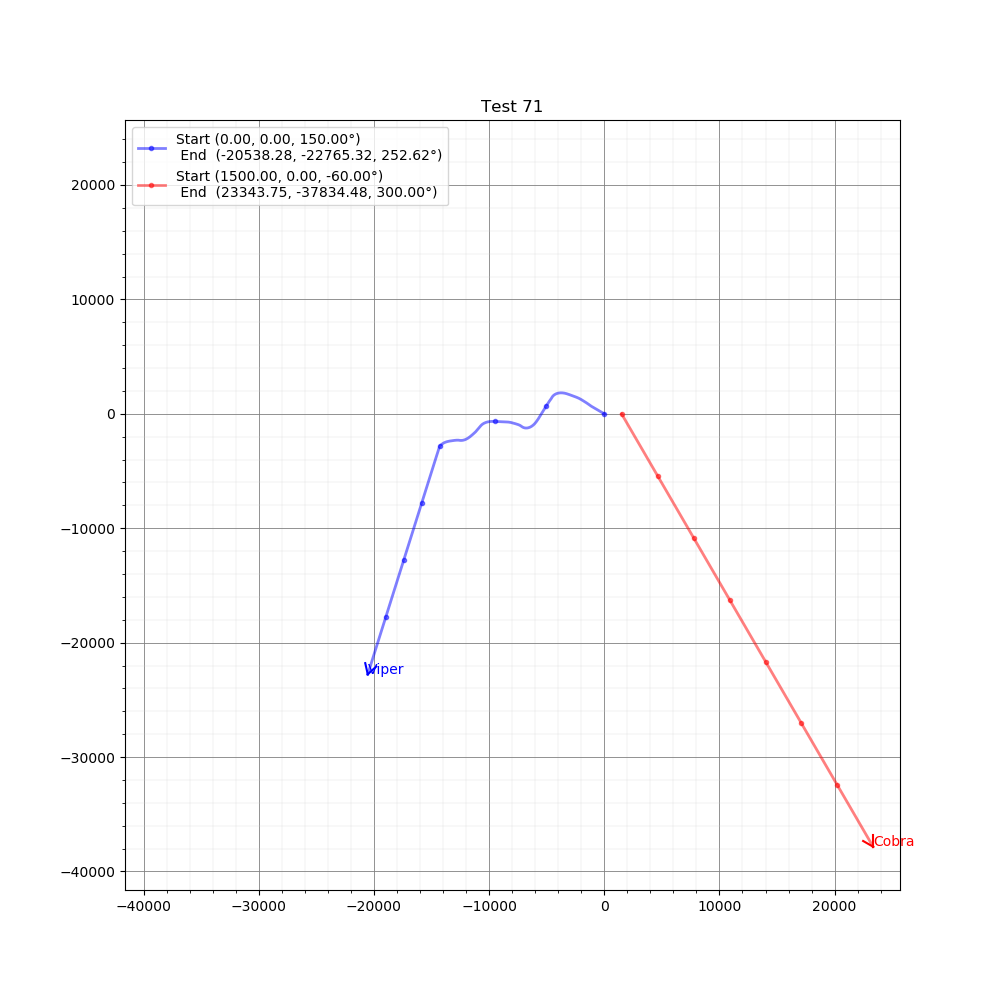 Test 71
Start (0.00, 0.00, 150.00°)
End (-20538.28, -22765.32, 252.62°)
Start (1500.00, 0.00, -60.00°)
End (23343.75, -37834.48, 300.00°)
20000
10000
0
−10000
−20000
−30000
−40000
Viper
Cobra
−40000 −30000 −20000 −10000 0 10000 20000